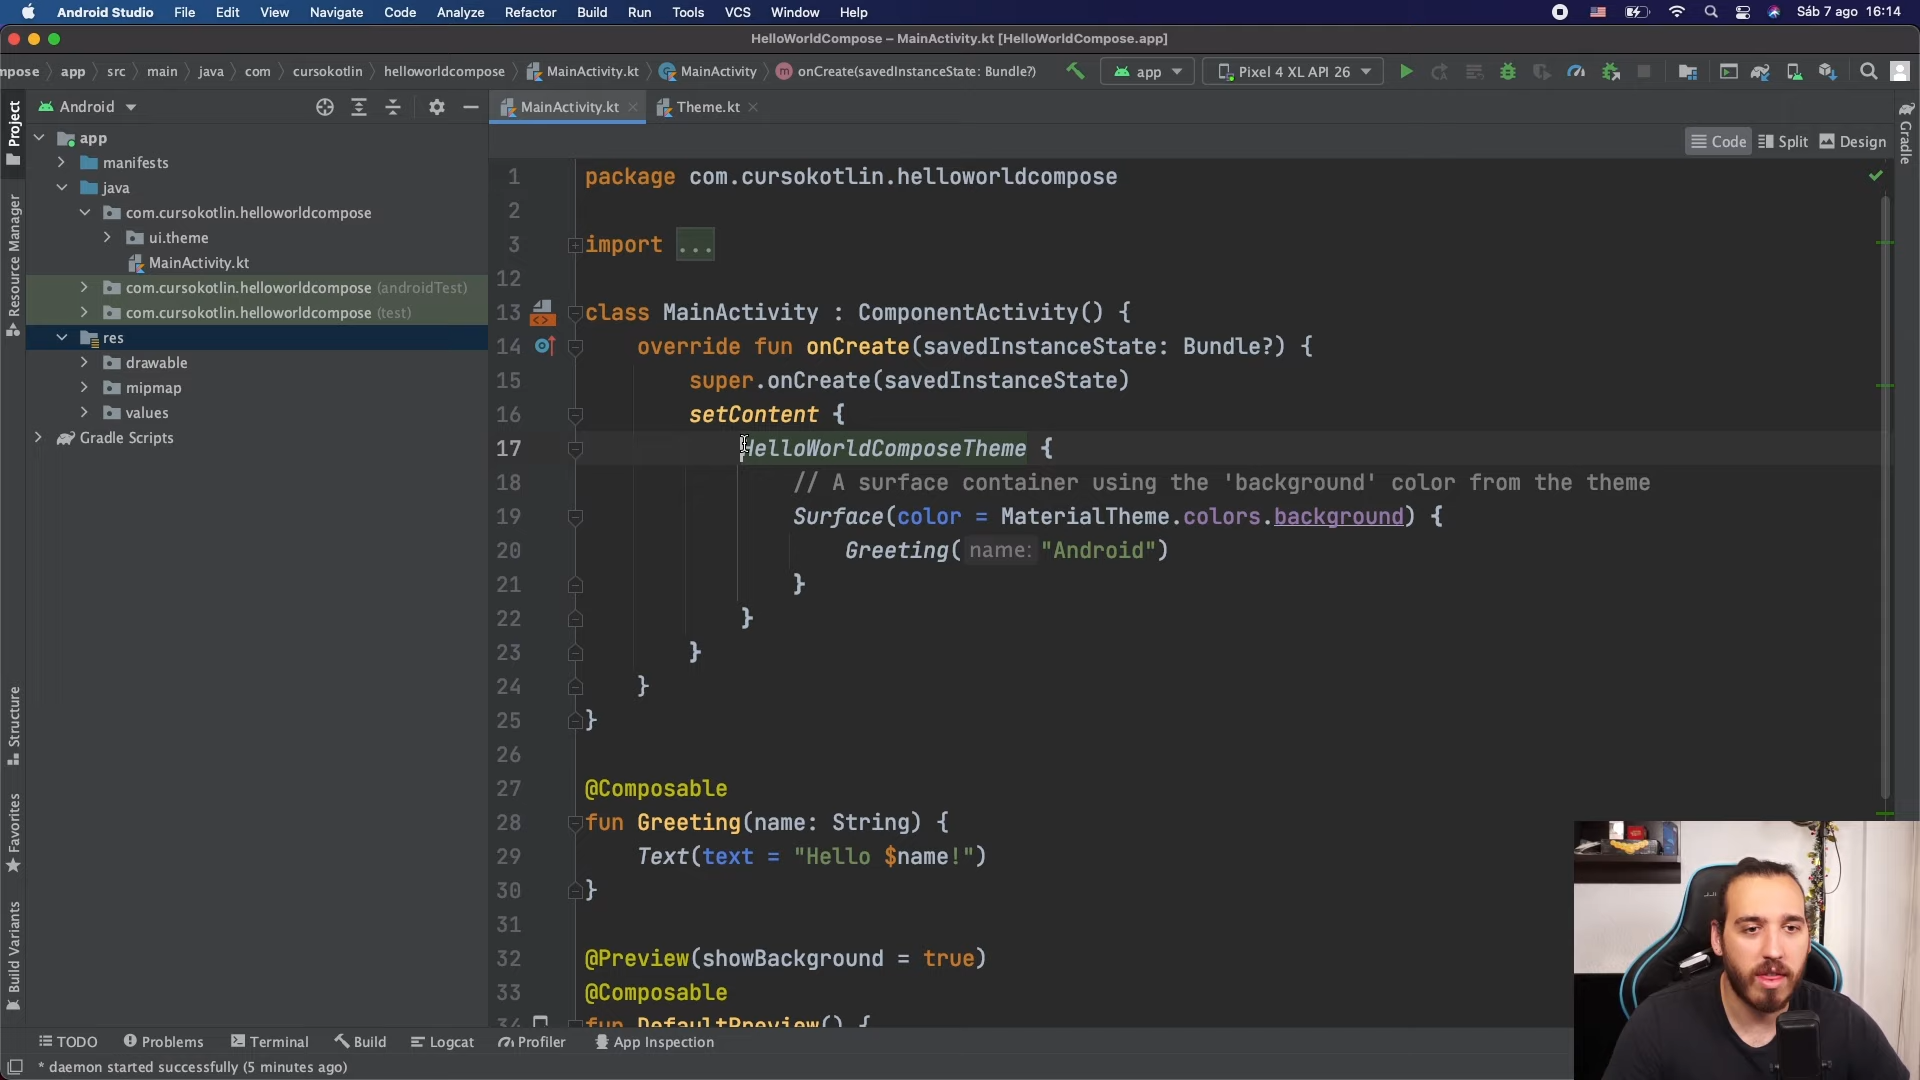 Android Studio File Edit View Navigate Code Analyze Refactor Build Run Tools VCS Window Help Sáb 7 ago 16:14
HelloWorldCompose – MainActivity.kt [HelloWorldCompose.app]
mpose app src main java com cursokotlin helloworldcompose MainActivity.kt MainActivity onCreate(savedInstanceState: Bundle?) app Pixel 4 XL API 26
Project
Android
MainActivity.kt Theme.kt
Code Split Design
Gradle
app
manifests
java
com.cursokotlin.helloworldcompose
ui.theme
MainActivity.kt
com.cursokotlin.helloworldcompose (androidTest)
com.cursokotlin.helloworldcompose (test)
res
drawable
mipmap
values
Gradle Scripts
Resource Manager
Structure
Favorites
Build Variants
1 package com.cursokotlin.helloworldcompose
2
3 import ...
12
13 class MainActivity : ComponentActivity() {
14 override fun onCreate(savedInstanceState: Bundle?) {
15 super.onCreate(savedInstanceState)
16 setContent {
17 HelloWorldComposeTheme {
18 // A surface container using the 'background' color from the theme
19 Surface(color = MaterialTheme.colors.background) {
20 Greeting( name: "Android")
21 }
22 }
23 }
24 }
25 }
26
27 @Composable
28 fun Greeting(name: String) {
29 Text(text = "Hello $name!")
30 }
31
32 @Preview(showBackground = true)
33 @Composable
34 fun DefaultPreview() {
TODO Problems Terminal Build Logcat Profiler App Inspection
* daemon started successfully (5 minutes ago)